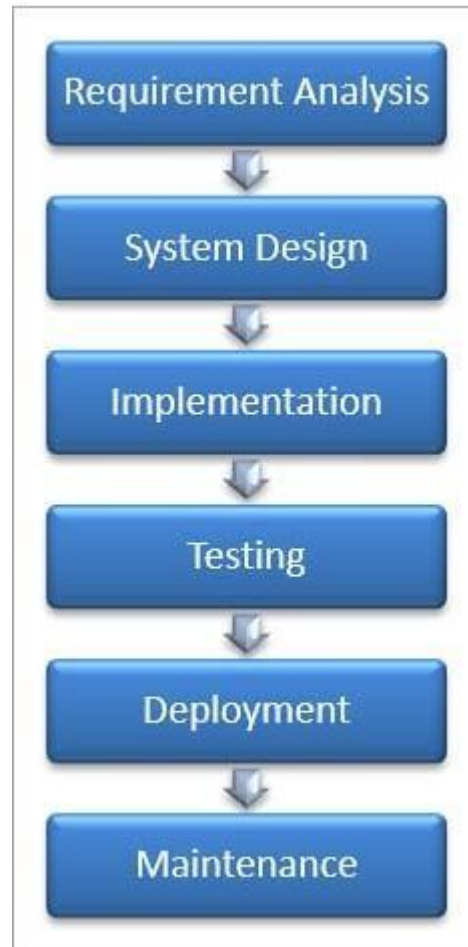 Requirement Analysis
System Design
Implementation
Testing
Deployment
Maintenance